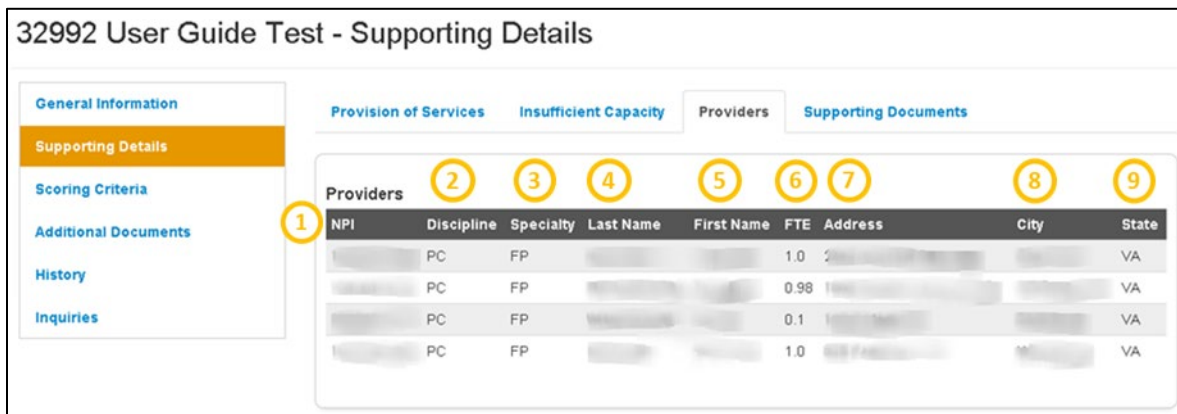 32992 User Guide Test - Supporting Details
General Information
Supporting Details
Scoring Criteria
Additional Documents
History
Inquiries
Provision of Services Insufficient Capacity Providers Supporting Documents
Providers 2 3 4 5 6 7 8 9
1 NPI Discipline Specialty Last Name First Name FTE Address City State
PC FP 1.0 VA
PC FP 0.98 VA
PC FP 0.1 VA
PC FP 1.0 VA